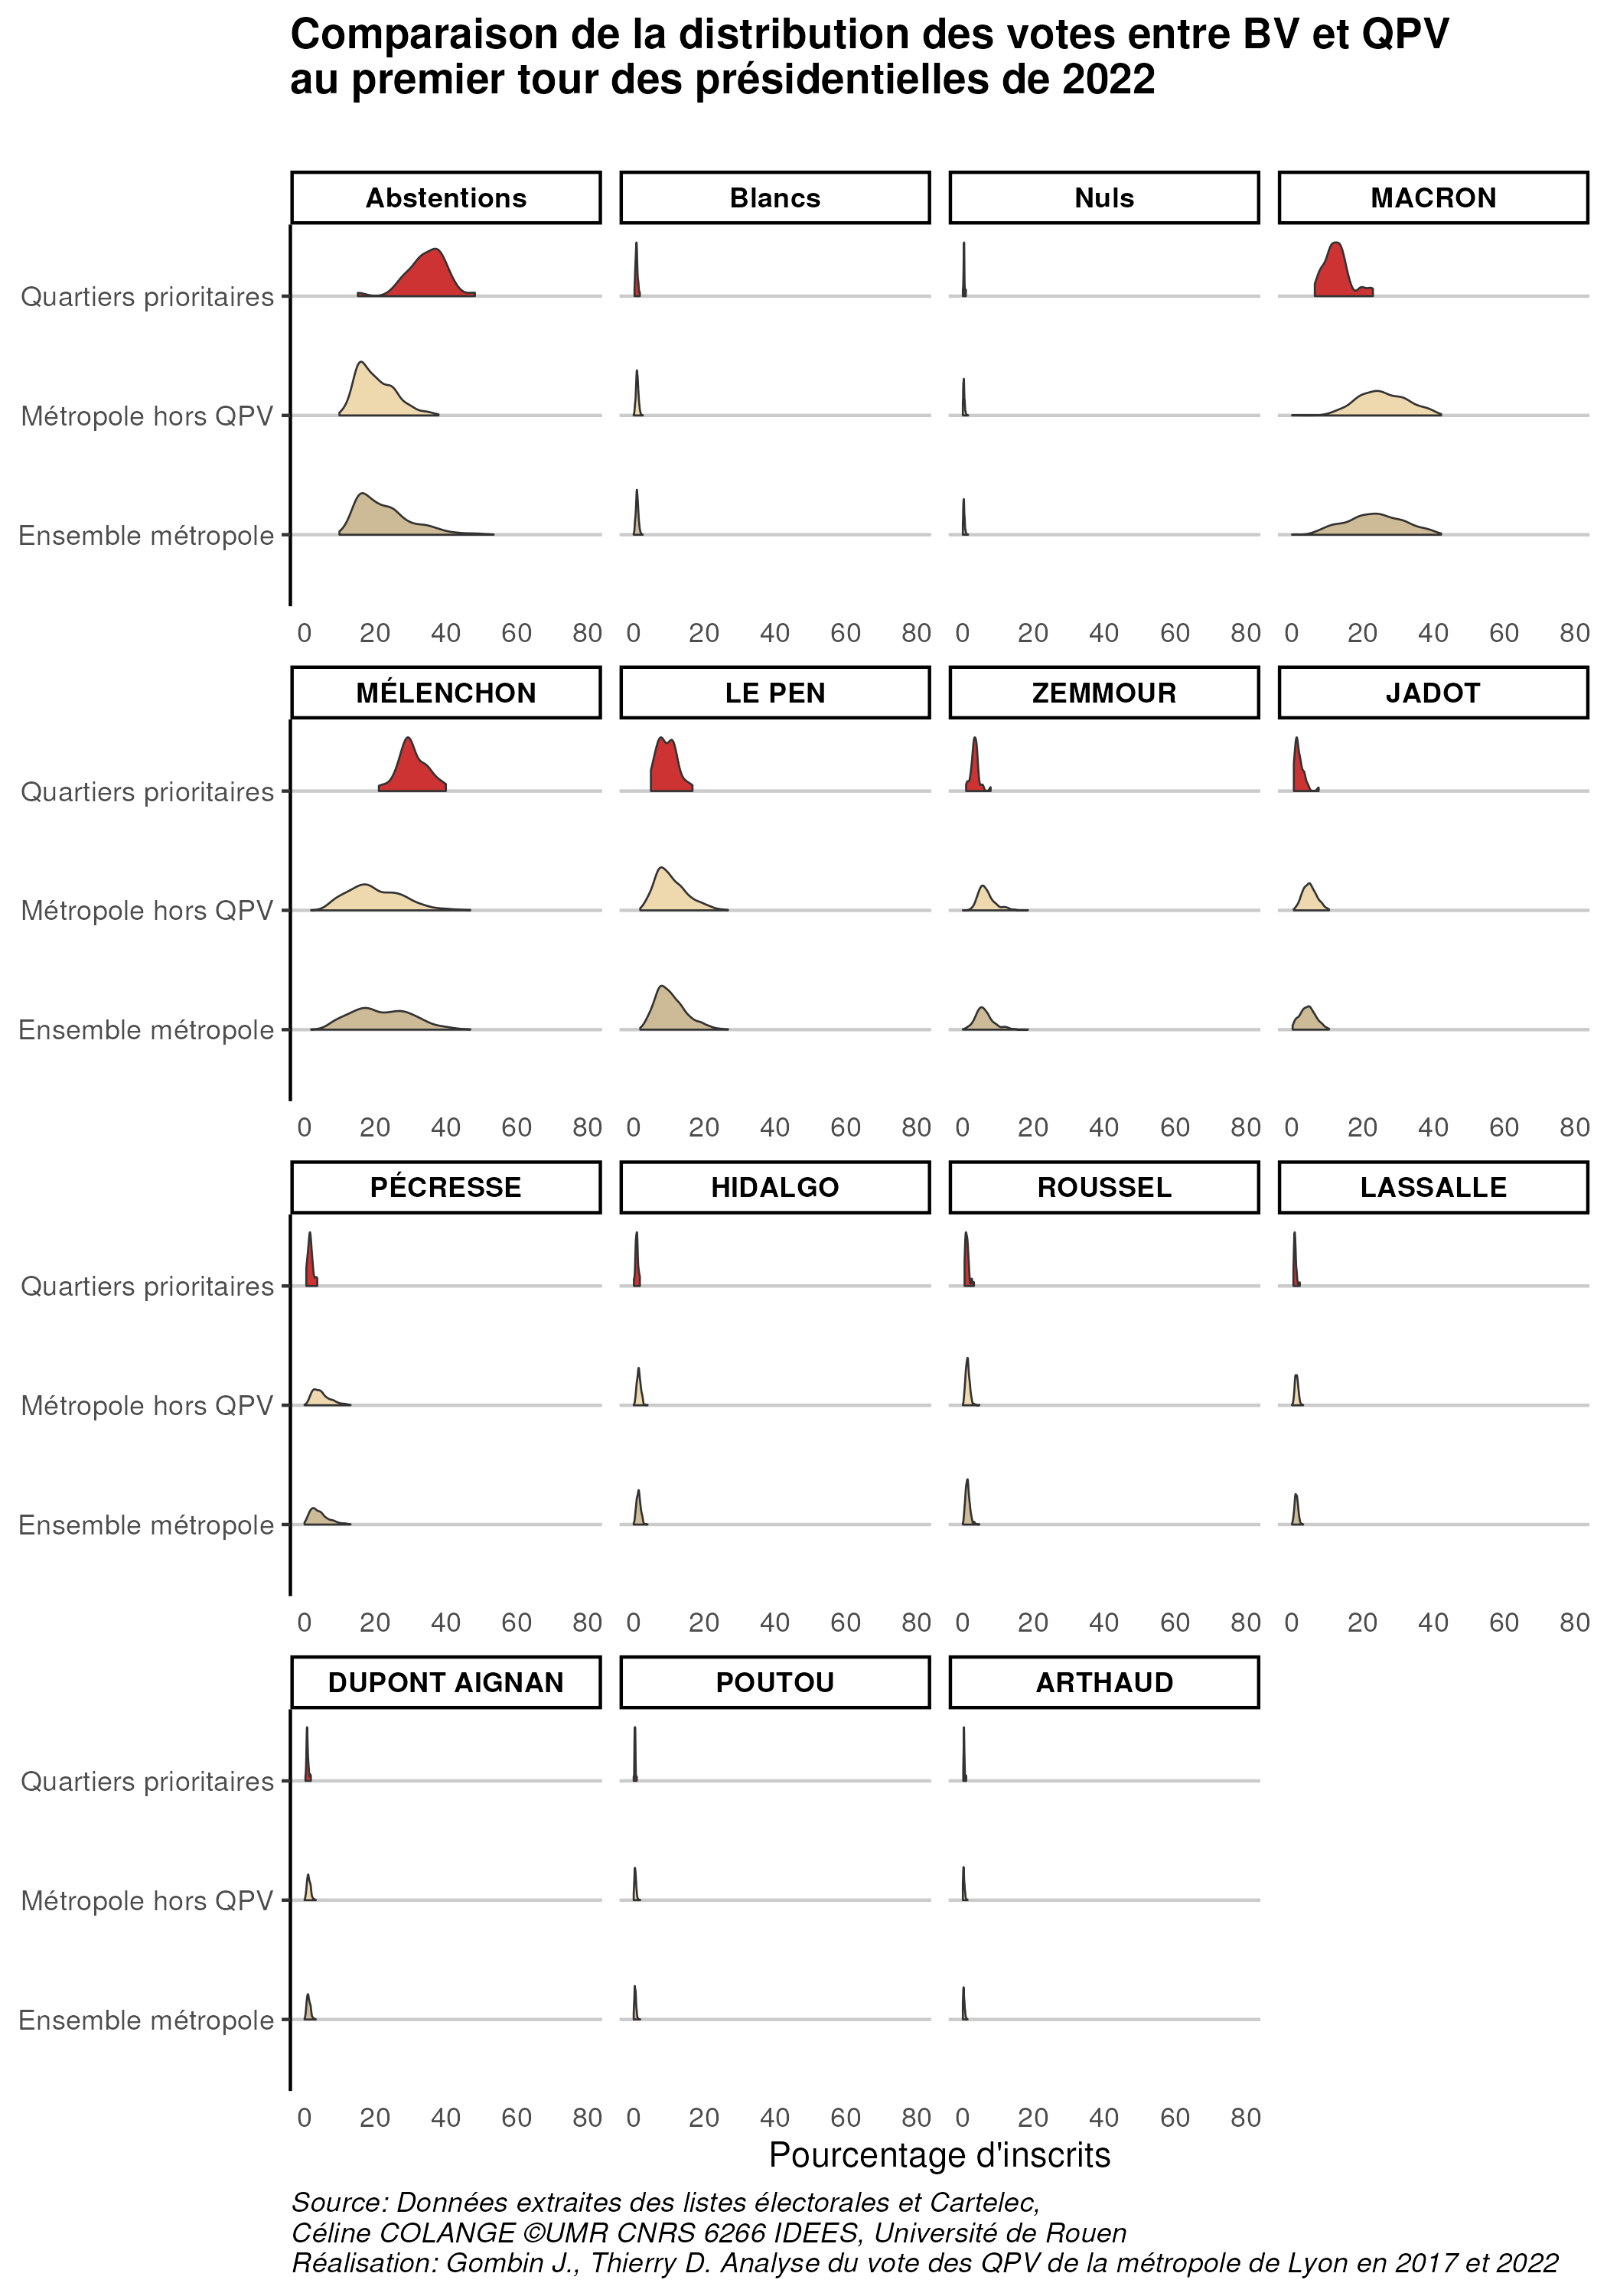 Comparaison de la distribution des votes entre BV et QPV
au premier tour des présidentielles de 2022
Abstentions Blancs Nuls MACRON
Quartiers prioritaires
Métropole hors QPV
Ensemble métropole
0 20 40 60 80 0 20 40 60 80 0 20 40 60 80 0 20 40 60 80
MÉLENCHON LE PEN ZEMMOUR JADOT
Quartiers prioritaires
Métropole hors QPV
Ensemble métropole
0 20 40 60 80 0 20 40 60 80 0 20 40 60 80 0 20 40 60 80
PÉCRESSE HIDALGO ROUSSEL LASSALLE
Quartiers prioritaires
Métropole hors QPV
Ensemble métropole
0 20 40 60 80 0 20 40 60 80 0 20 40 60 80 0 20 40 60 80
DUPONT AIGNAN POUTOU ARTHAUD
Quartiers prioritaires
Métropole hors QPV
Ensemble métropole
0 20 40 60 80 0 20 40 60 80 0 20 40 60 80
Pourcentage d'inscrits
Source: Données extraites des listes électorales et Cartelec,
Céline COLANGE ©UMR CNRS 6266 IDEES, Université de Rouen
Réalisation: Gombin J., Thierry D. Analyse du vote des QPV de la métropole de Lyon en 2017 et 2022